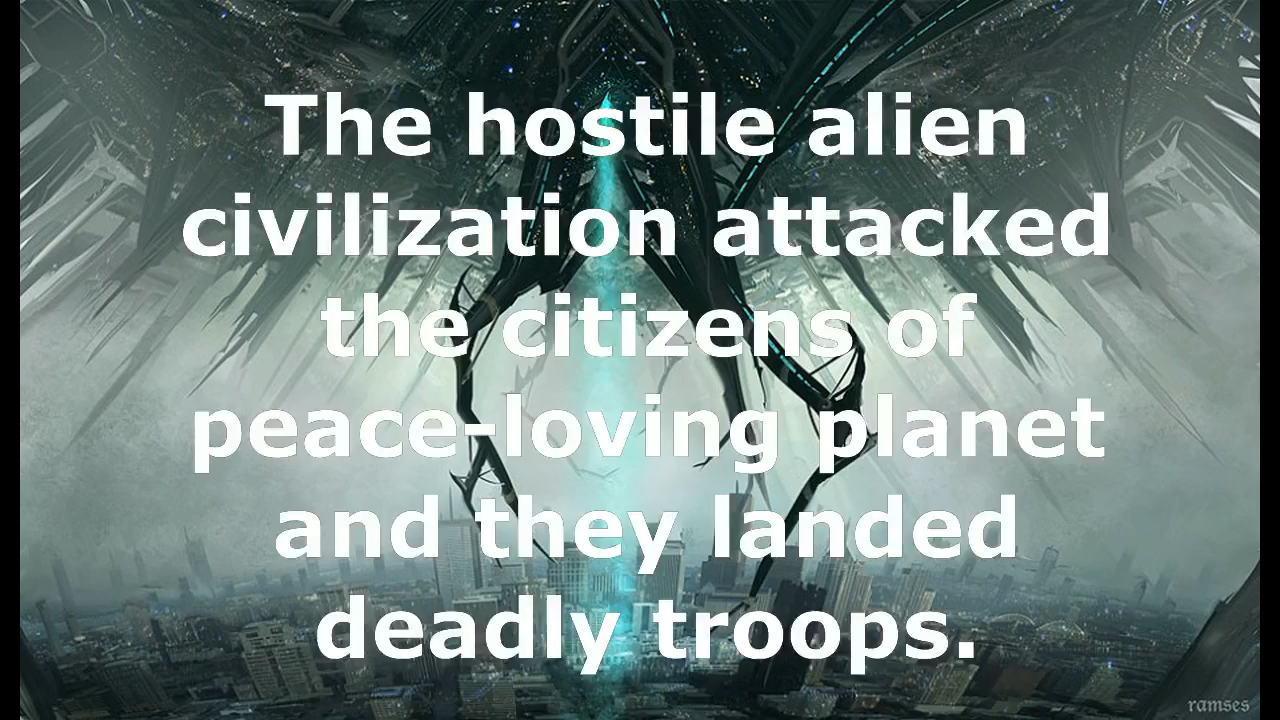 The hostile alien
civilization attacked
the citizens of
peace-loving planet
and they landed
deadly troops.
ramses